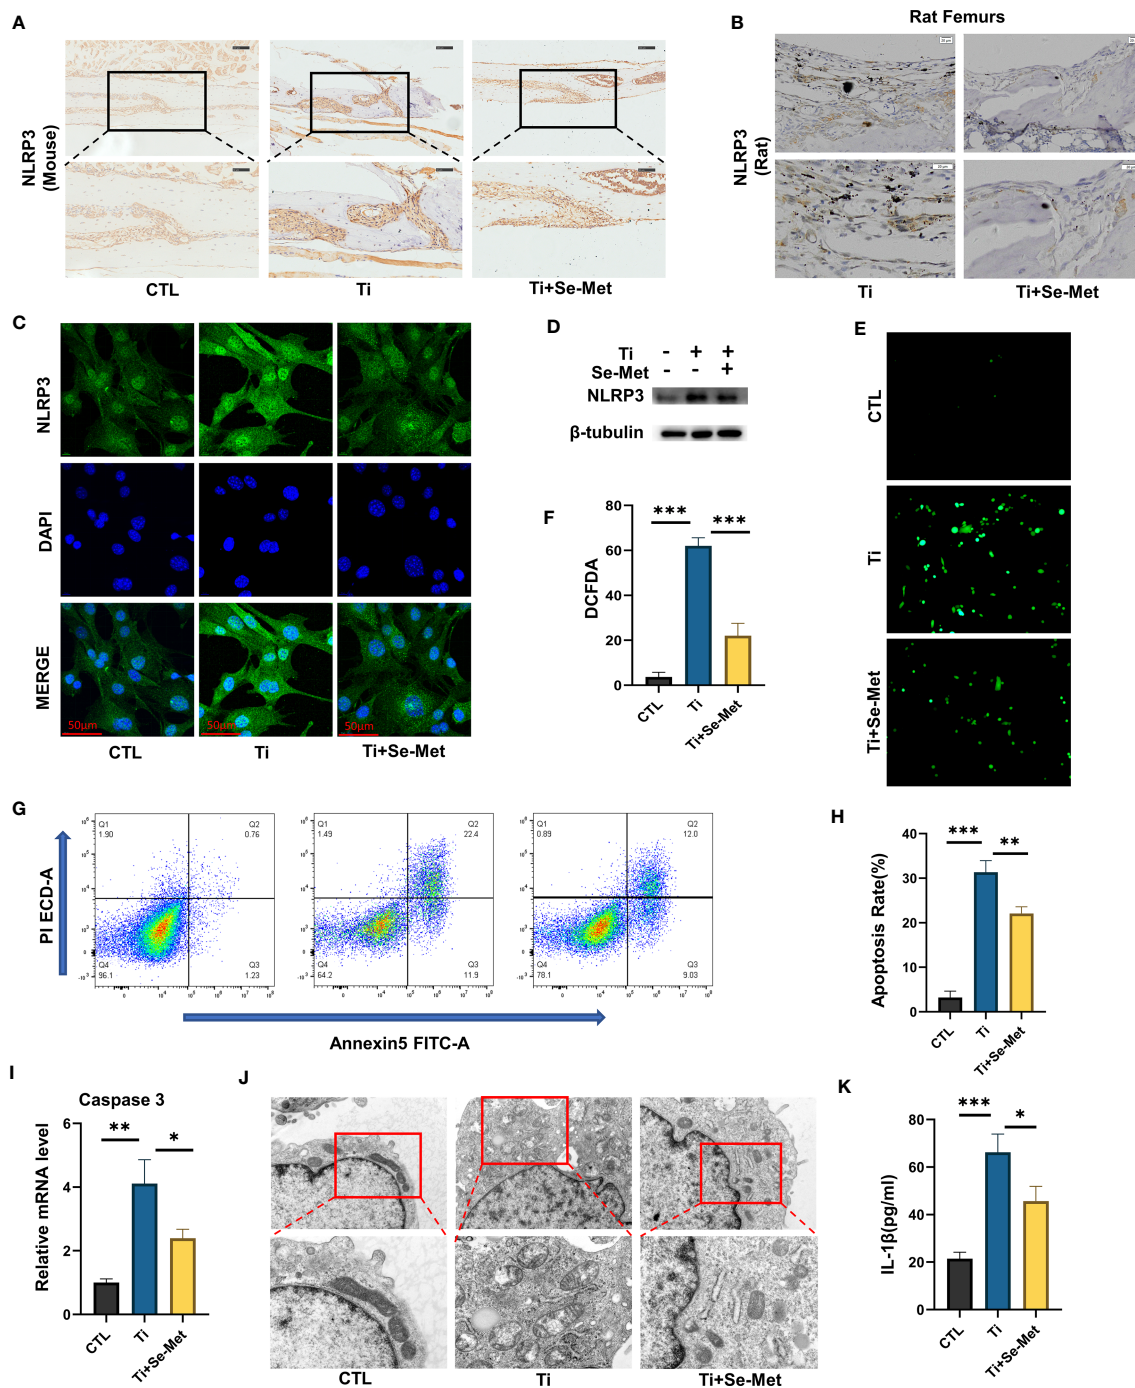 A
NLRP3
(Mouse)
CTL
Ti
Ti+Se-Met
B
Rat Femurs
NLRP3
(Rat)
Ti
Ti+Se-Met
C
NLRP3
DAPI
MERGE
50μm
50μm
50μm
CTL
Ti
Ti+Se-Met
D
Ti - + +
Se-Met - - +
NLRP3
β-tubulin
E
CTL
Ti
Ti+Se-Met
F
DCFDA
80
60
40
20
0
***
***
CTL
Ti
Ti+Se-Met
G
PI ECD-A
Q1
1.90
Q2
0.76
Q4
96.1
Q3
1.23
Q1
1.49
Q2
22.4
Q4
64.2
Q3
11.9
Q1
0.89
Q2
12.0
Q4
78.1
Q3
9.03
Annexin5 FITC-A
H
Apoptosis Rate(%)
40
30
20
10
0
***
**
CTL
Ti
Ti+Se-Met
I
Caspase 3
Relative mRNA level
6
4
2
0
**
*
CTL
Ti
Ti+Se-Met
J
CTL
Ti
Ti+Se-Met
K
IL-1β(pg/ml)
80
60
40
20
0
***
*
CTL
Ti
Ti+Se-Met